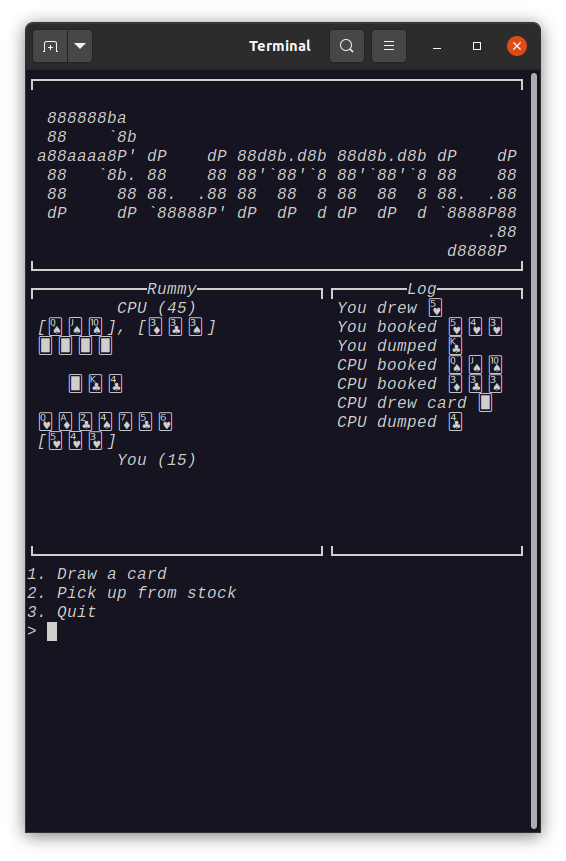 Terminal
 888888ba
 88    `8b
a88aaaa8P' dP    dP 88d8b.d8b 88d8b.d8b dP    dP
 88   `8b. 88    88 88'`88'`8 88'`88'`8 88    88
 88     88 88.  .88 88  88  8 88  88  8 88.  .88
 dP     dP `88888P' dP  dP  d dP  dP  d `8888P88
                                             .88
                                         d8888P
Rummy
CPU (45)
[🂭🂫🂪], [🃃🃓🂣]
🂠🂠🂠🂠
🂠🃞🃔
🂽🃁🃒🂤🃇🃕🂶
[🂵🂴🂳]
You (15)
Log
You drew 🂵
You booked 🂵🂴🂳
You dumped 🃞
CPU booked 🂭🂫🂪
CPU booked 🃃🃓🂣
CPU drew card 🂠
CPU dumped 🃔
1. Draw a card
2. Pick up from stock
3. Quit
>